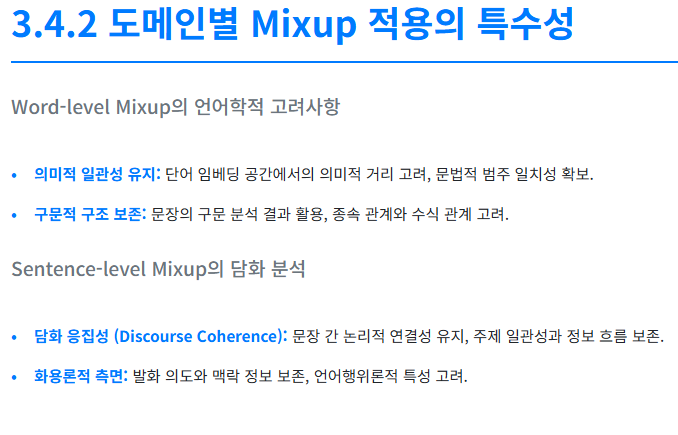 3.4.2 도메인별 Mixup 적용의 특수성
Word-level Mixup의 언어학적 고려사항
• 의미적 일관성 유지: 단어 임베딩 공간에서의 의미적 거리 고려, 문법적 범주 일치성 확보.
• 구문적 구조 보존: 문장의 구문 분석 결과 활용, 종속 관계와 수식 관계 고려.
Sentence-level Mixup의 담화 분석
• 담화 응집성 (Discourse Coherence): 문장 간 논리적 연결성 유지, 주제 일관성과 정보 흐름 보존.
• 화용론적 측면: 발화 의도와 맥락 정보 보존, 언어행위론적 특성 고려.